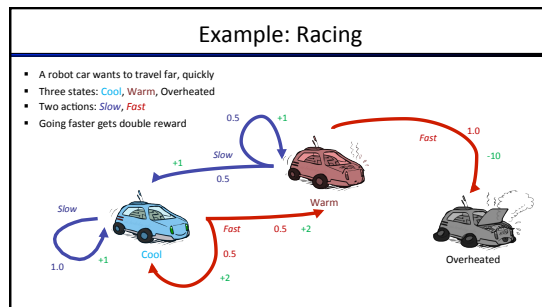 Example: Racing
▪ A robot car wants to travel far, quickly
▪ Three states: Cool, Warm, Overheated
▪ Two actions: Slow, Fast
▪ Going faster gets double reward
0.5
+1
1.0
Fast
-10
+1
Slow
0.5
Warm
Slow
Fast
0.5 +2
Overheated
1.0
+1
Cool
0.5
+2